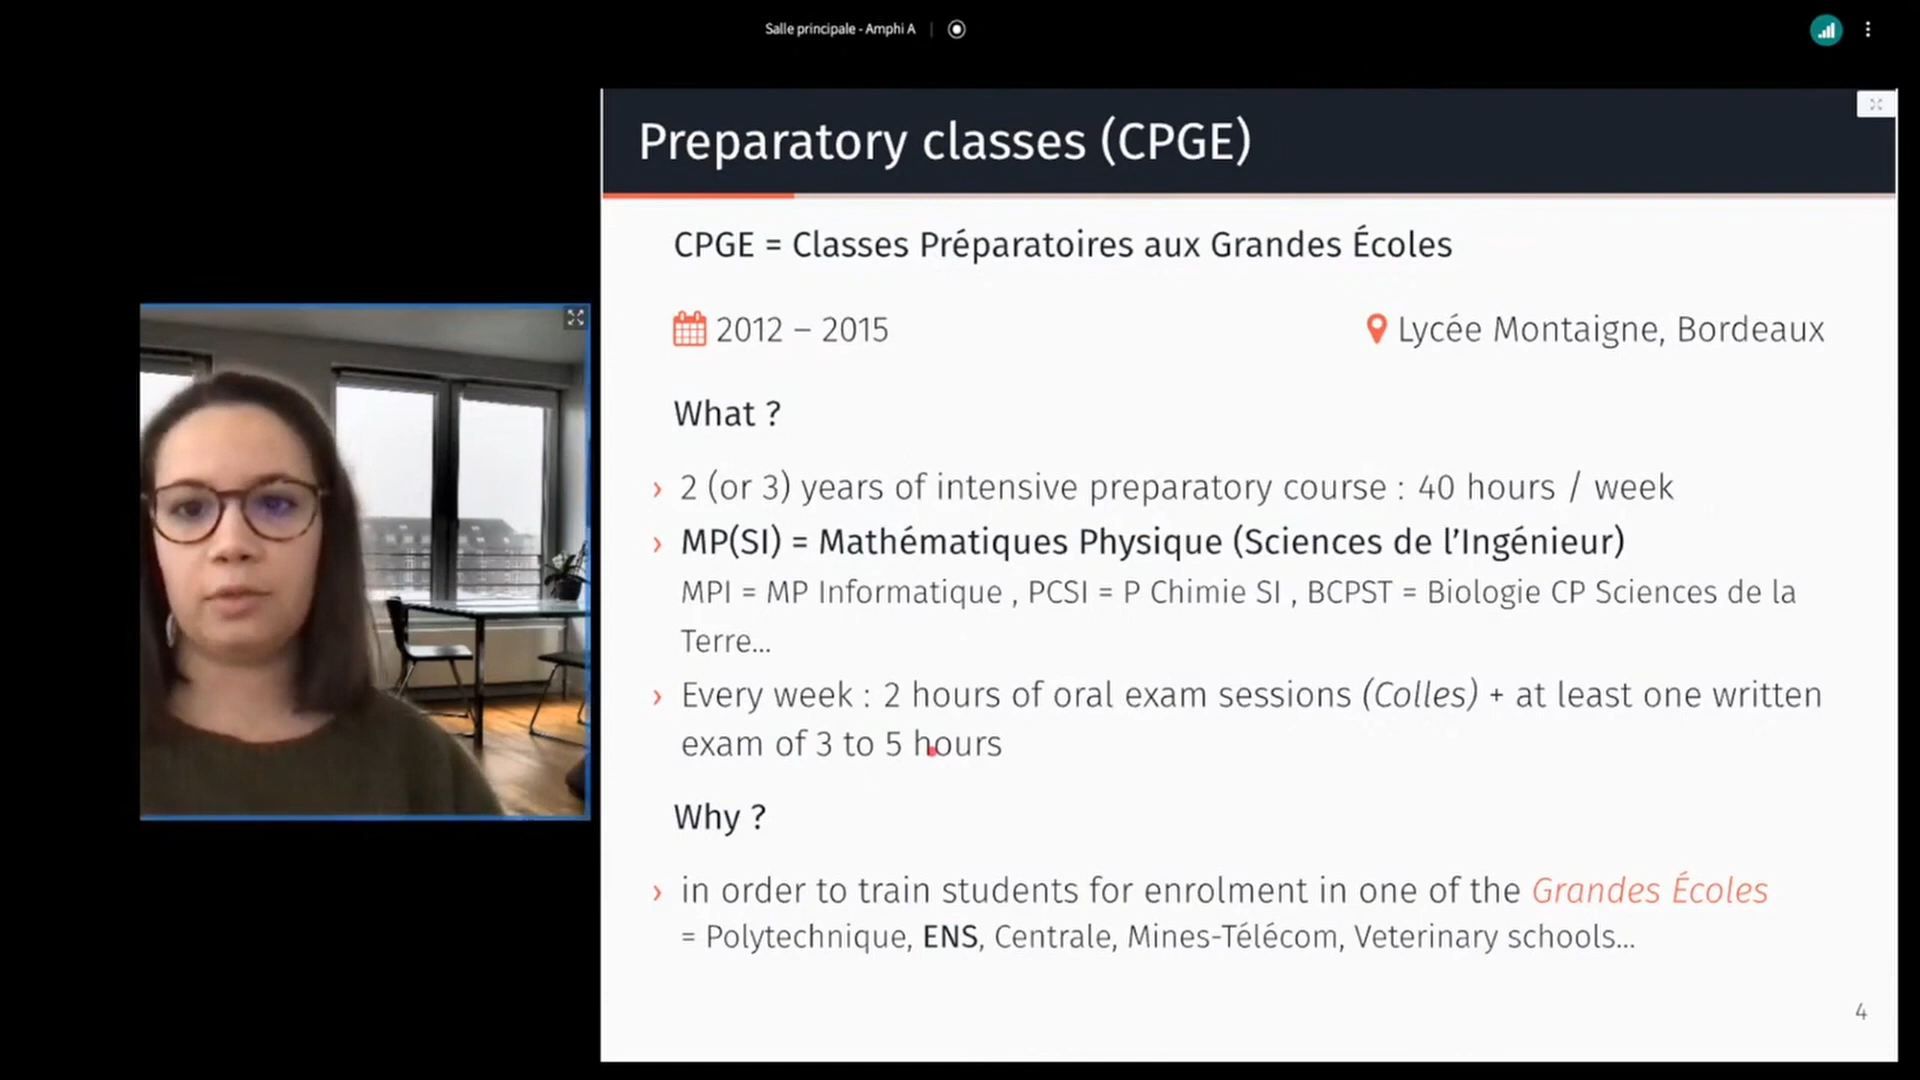 Salle principale - Amphi A
Preparatory classes (CPGE)
CPGE = Classes Préparatoires aux Grandes Écoles
2012 – 2015
Lycée Montaigne, Bordeaux
What ?
› 2 (or 3) years of intensive preparatory course : 40 hours / week
› MP(SI) = Mathématiques Physique (Sciences de l'Ingénieur)
MPI = MP Informatique , PCSI = P Chimie SI , BCPST = Biologie CP Sciences de la
Terre...
› Every week : 2 hours of oral exam sessions (Colles) + at least one written
exam of 3 to 5 hours
Why ?
› in order to train students for enrolment in one of the Grandes Écoles
= Polytechnique, ENS, Centrale, Mines-Télécom, Veterinary schools...
4